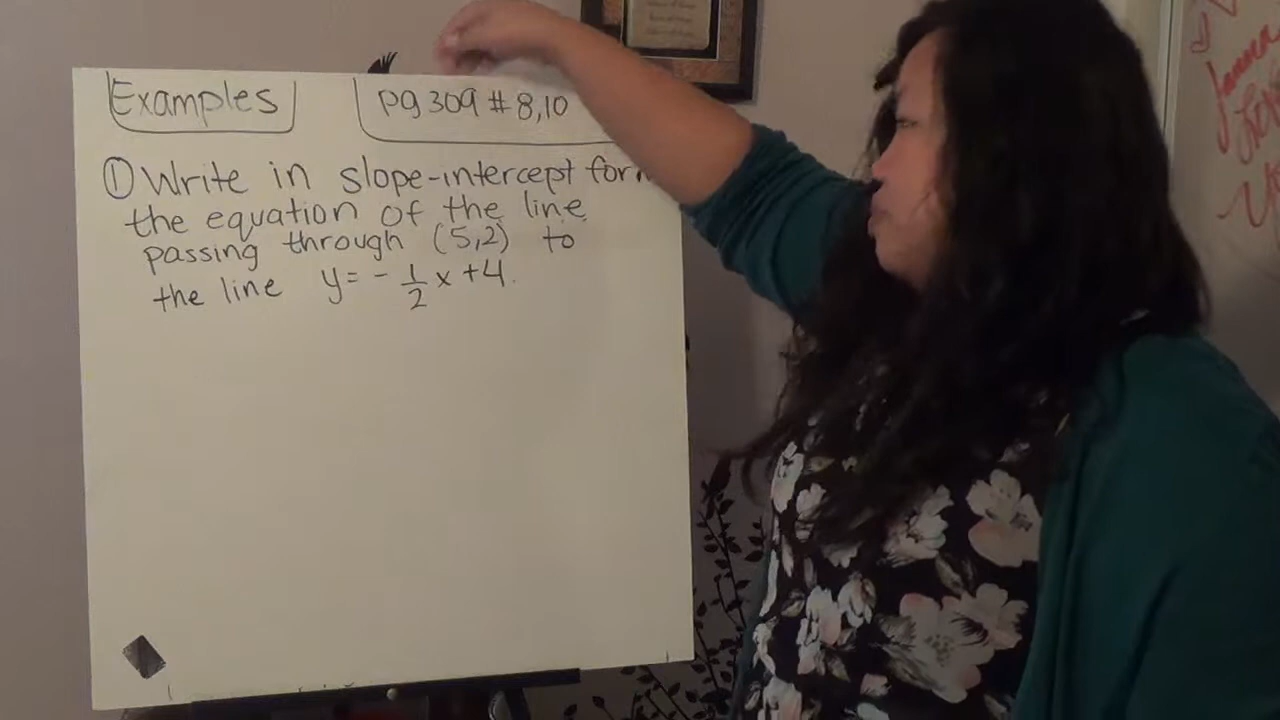 Examples
pg 309 # 8,10
① Write in slope-intercept form
the equation of the line
passing through (5,2) to
the line y = - 1/2 x + 4.